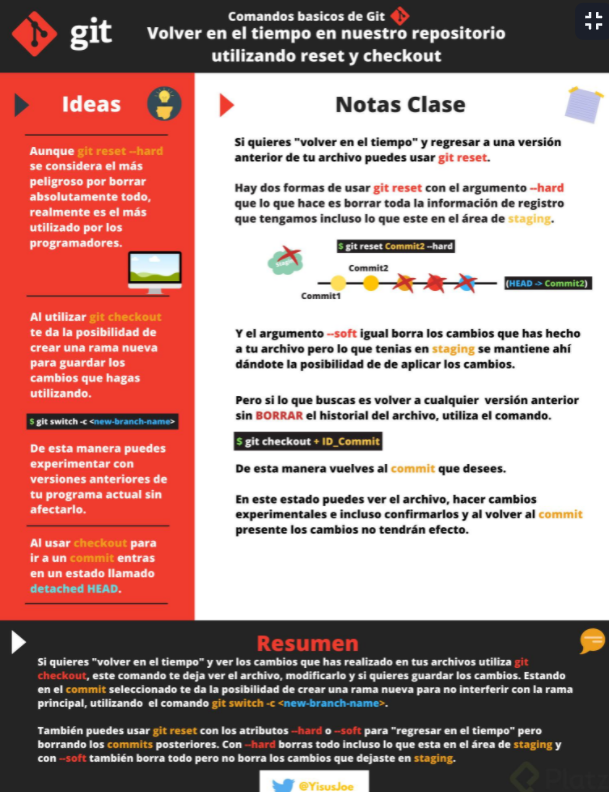 git
Comandos basicos de Git
Volver en el tiempo en nuestro repositorio
utilizando reset y checkout
Ideas
Aunque git reset --hard
se considera el más
peligroso por borrar
absolutamente todo,
realmente es el más
utilizado por los
programadores.
Al utilizar git checkout
te da la posibilidad de
crear una rama nueva
para guardar los
cambios que hagas
utilizando.
$ git switch -c <new-branch-name>
De esta manera puedes
experimentar con
versiones anteriores de
tu programa actual sin
afectarlo.
Al usar checkout para
ir a un commit entras
en un estado llamado
detached HEAD.
Notas Clase
Si quieres "volver en el tiempo" y regresar a una versión
anterior de tu archivo puedes usar git reset.
Hay dos formas de usar git reset con el argumento --hard
que lo que hace es borrar toda la información de registro
que tengamos incluso lo que este en el área de staging.
$ git reset Commit2 --hard
Commit2
(HEAD -> Commit2)
Commit1
Y el argumento --soft igual borra los cambios que has hecho
a tu archivo pero lo que tenias en staging se mantiene ahí
dándote la posibilidad de de aplicar los cambios.
Pero si lo que buscas es volver a cualquier versión anterior
sin BORRAR el historial del archivo, utiliza el comando.
$ git checkout + ID_Commit
De esta manera vuelves al commit que desees.
En este estado puedes ver el archivo, hacer cambios
experimentales e incluso confirmarlos y al volver al commit
presente los cambios no tendrán efecto.
Resumen
Si quieres "volver en el tiempo" y ver los cambios que has realizado en tus archivos utiliza git
checkout, este comando te deja ver el archivo, modificarlo y si quieres guardar los cambios. Estando
en el commit seleccionado te da la posibilidad de crear una rama nueva para no interferir con la rama
principal, utilizando el comando git switch -c <new-branch-name>.
También puedes usar git reset con los atributos --hard o --soft para "regresar en el tiempo" pero
borrando los commits posteriores. Con --hard borras todo incluso lo que esta en el área de staging y
con --soft también borra todo pero no borra los cambios que dejaste en staging.
@YisusJoe